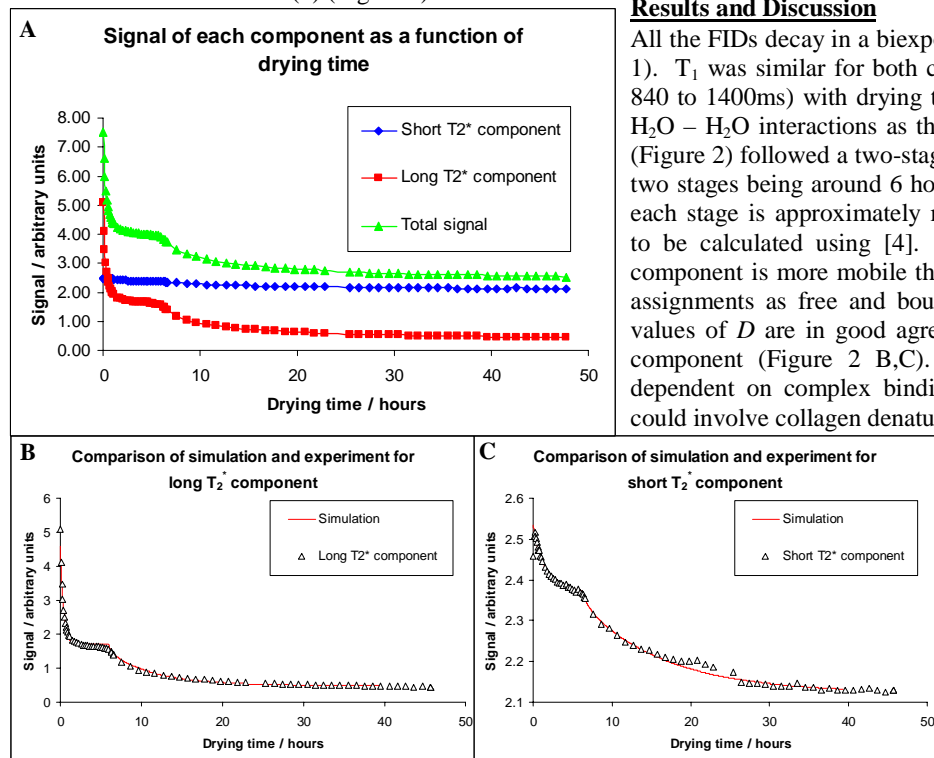 Results and Discussion
All the FIDs decay in a biexpo
1). T1 was similar for both c
840 to 1400ms) with drying t
H2O – H2O interactions as the
(Figure 2) followed a two-stag
two stages being around 6 ho
each stage is approximately r
to be calculated using [4].
component is more mobile th
assignments as free and bou
values of D are in good agre
component (Figure 2 B,C).
dependent on complex bindi
could involve collagen denatu
A
Signal of each component as a function of
drying time
Signal / arbitrary units
8.00
7.00
6.00
5.00
4.00
3.00
2.00
1.00
0.00
Short T2* component
Long T2* component
Total signal
0 10 20 30 40 50
Drying time / hours
B
Comparison of simulation and experiment for
long T2* component
Signal / arbitrary units
6
5
4
3
2
1
0
Simulation
Long T2* component
0 10 20 30 40 50
Drying time / hours
C
Comparison of simulation and experiment for
short T2* component
Signal / arbitrary units
2.6
2.5
2.4
2.3
2.2
2.1
Simulation
Short T2* component
0 10 20 30 40 50
Drying time / hours